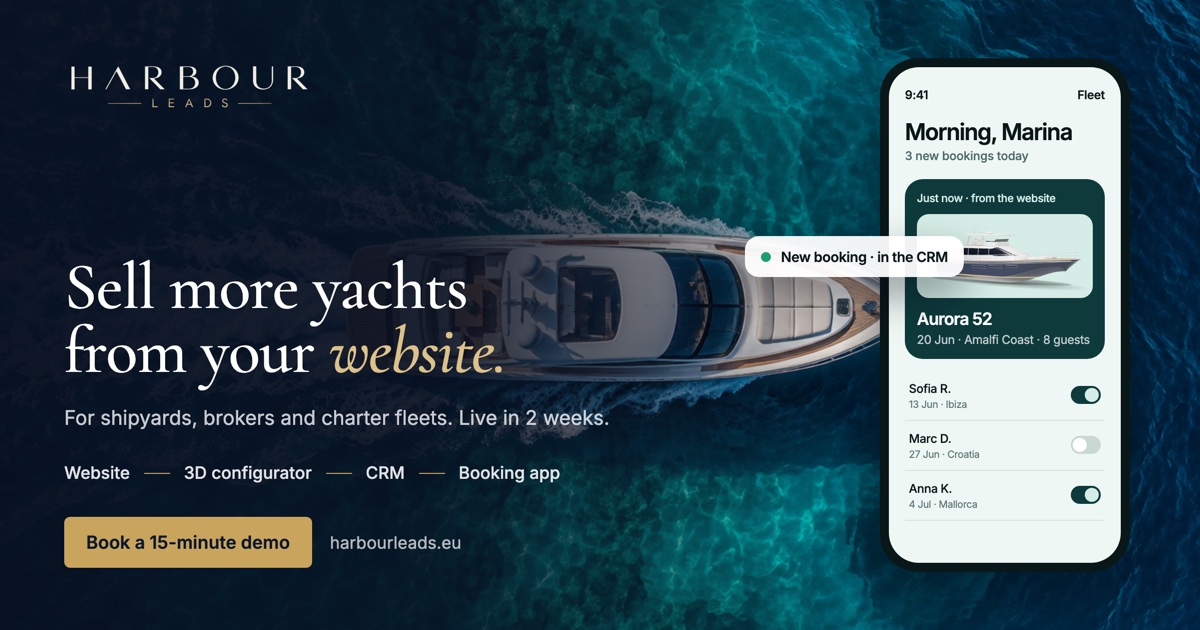 HARBOUR
LEADS
Sell more yachts
from your website.
For shipyards, brokers and charter fleets. Live in 2 weeks.
Website — 3D configurator — CRM — Booking app
Book a 15-minute demo
harbourleads.eu
9:41 Fleet
Morning, Marina
3 new bookings today
Just now · from the website
New booking · in the CRM
Aurora 52
20 Jun · Amalfi Coast · 8 guests
Sofia R.
13 Jun · Ibiza
Marc D.
27 Jun · Croatia
Anna K.
4 Jul · Mallorca